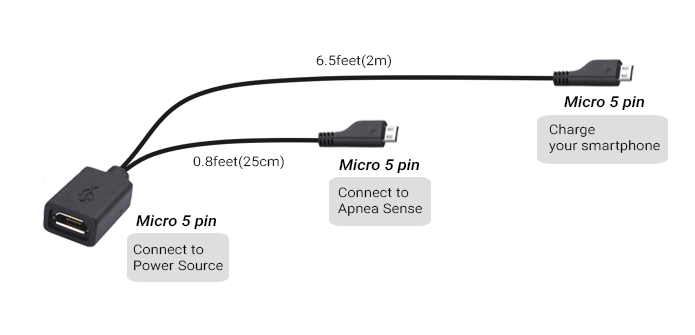 6.5feet(2m)
Micro 5 pin
Charge
your smartphone
0.8feet(25cm)
Micro 5 pin
Connect to
Apnea Sense
Micro 5 pin
Connect to
Power Source